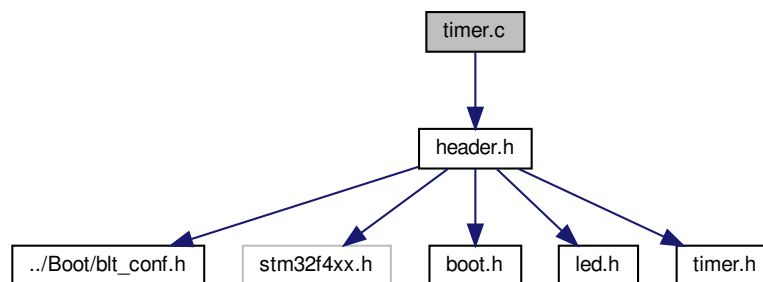 timer.c
header.h
../Boot/blt_conf.h
stm32f4xx.h
boot.h
led.h
timer.h